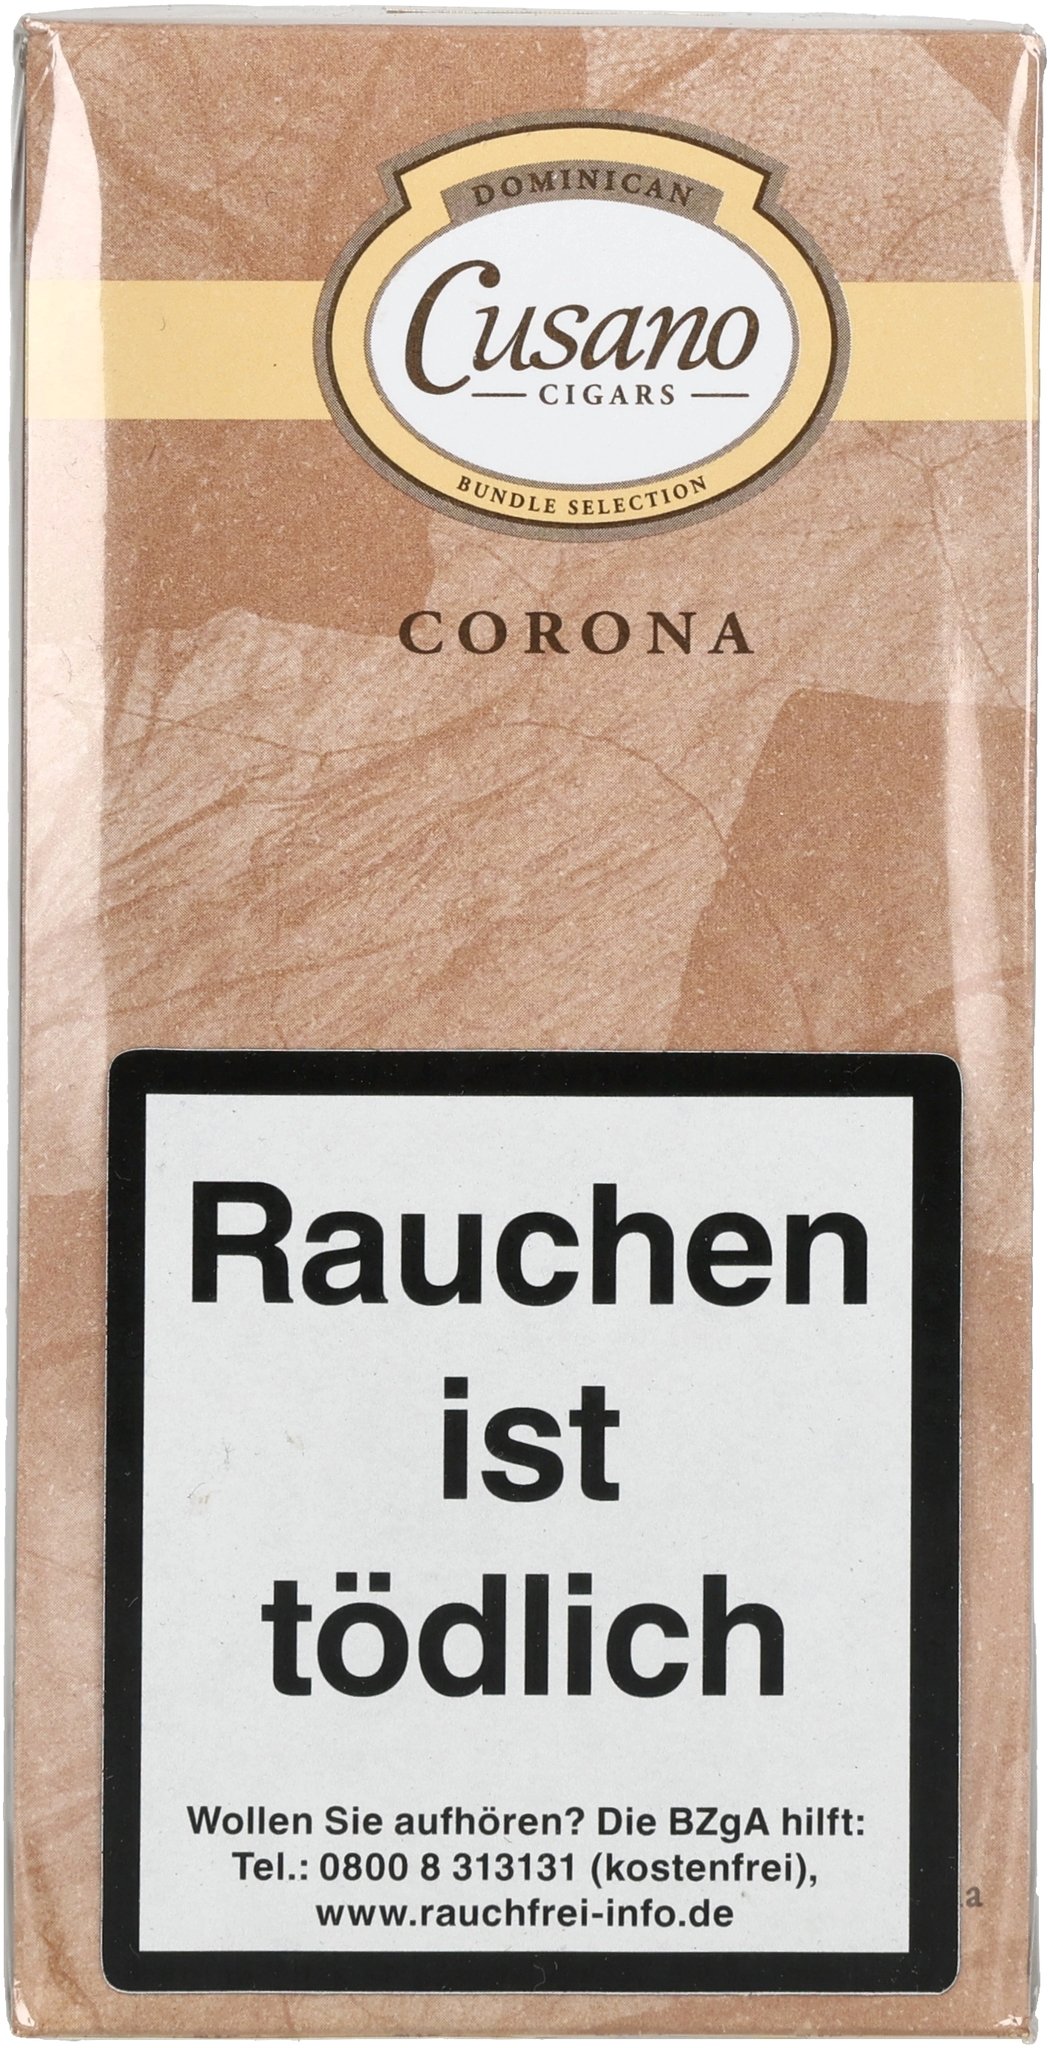 DOMINICAN
Cusano
CIGARS
BUNDLE SELECTION
CORONA
Rauchen
ist
tödlich
Wollen Sie aufhören? Die BZgA hilft:
Tel.: 0800 8 313131 (kostenfrei),
www.rauchfrei-info.de